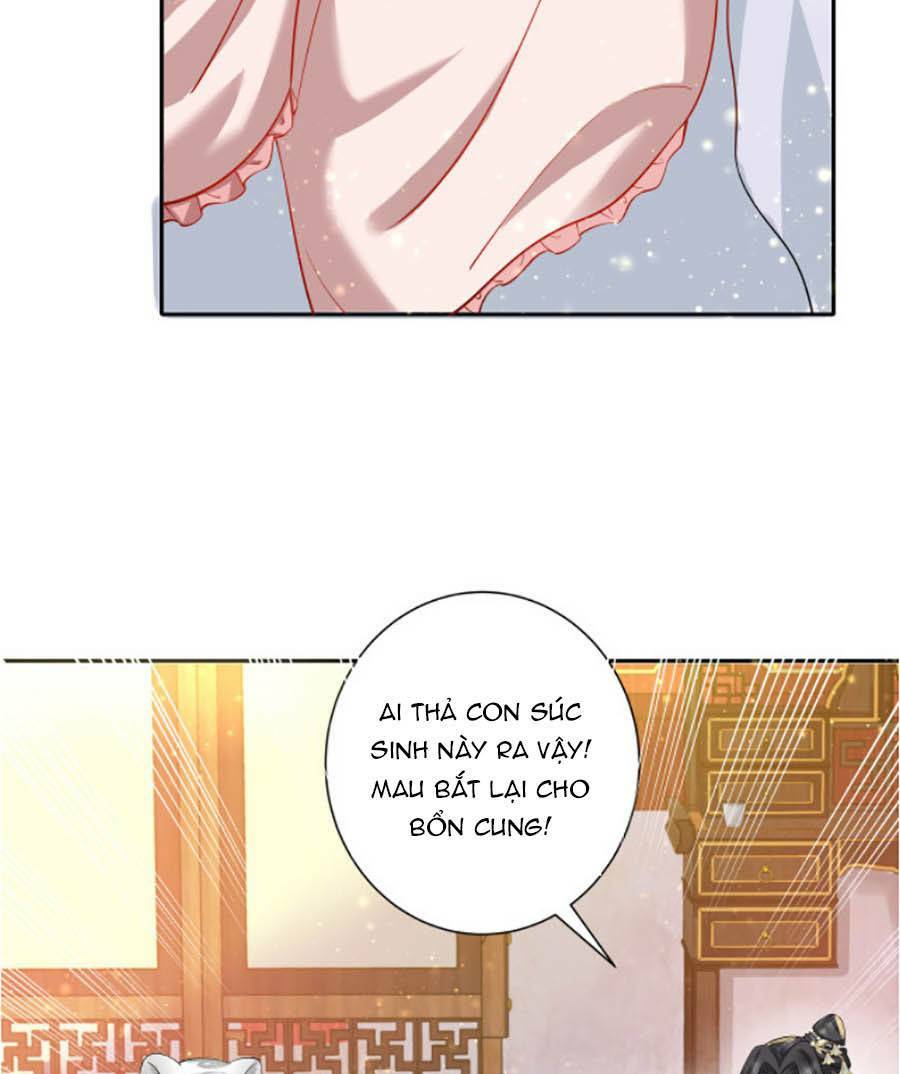 AI THẢ CON SÚC
SINH NÀY RA VẬY!
MAU BẮT LẠI CHO
BỔN CUNG!